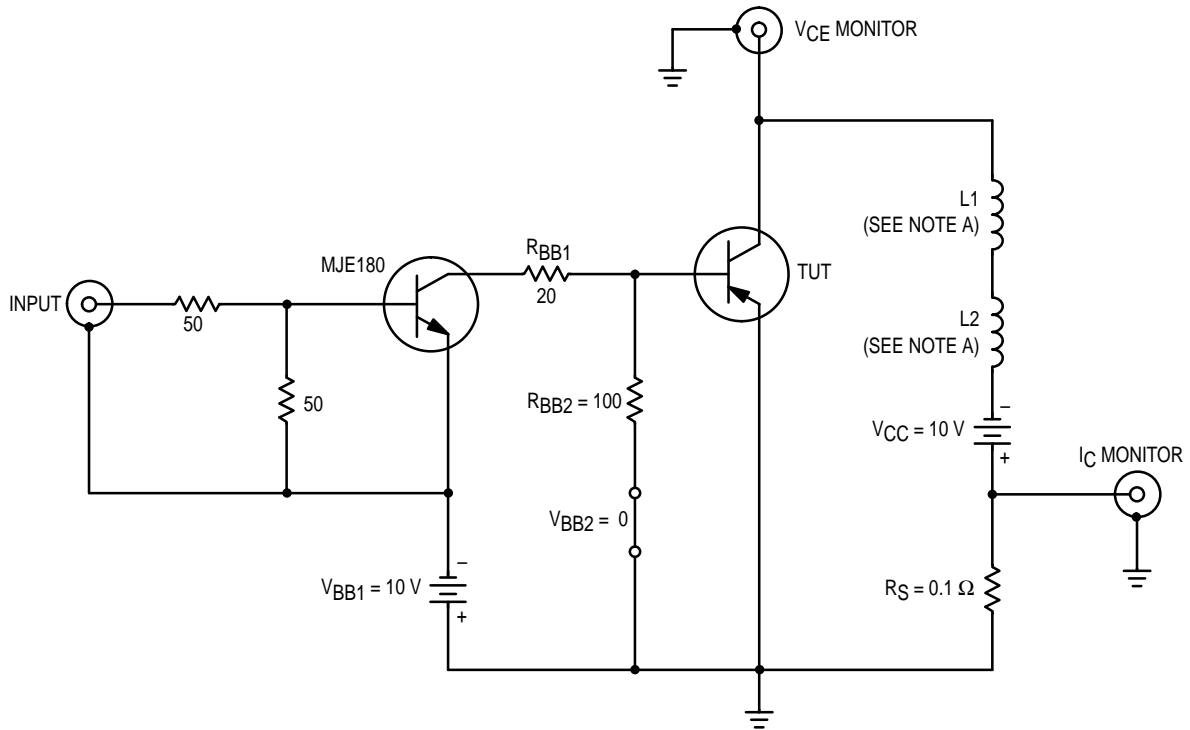 VCE MONITOR
L1
(SEE NOTE A)
RBB1
MJE180
TUT
20
INPUT
50
L2
(SEE NOTE A)
50
RBB2 = 100
–
VCC = 10 V
+
IC MONITOR
VBB2 = 0
–
VBB1 = 10 V
+
RS = 0.1 Ω